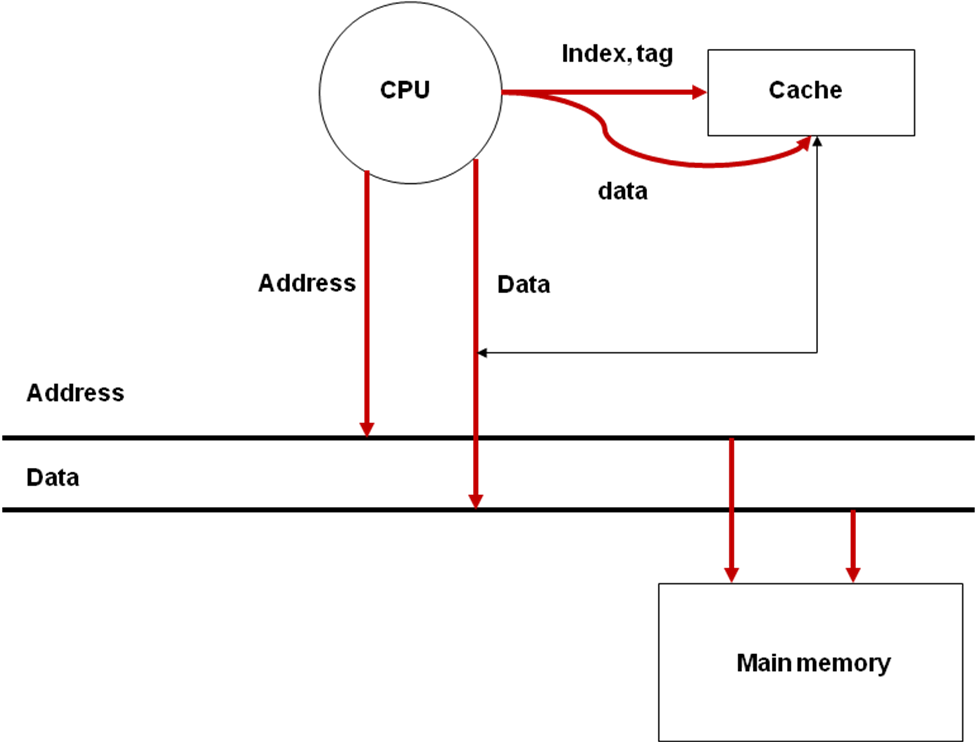 Index, tag
CPU
Cache
data
Address
Data
Address
Data
Main memory